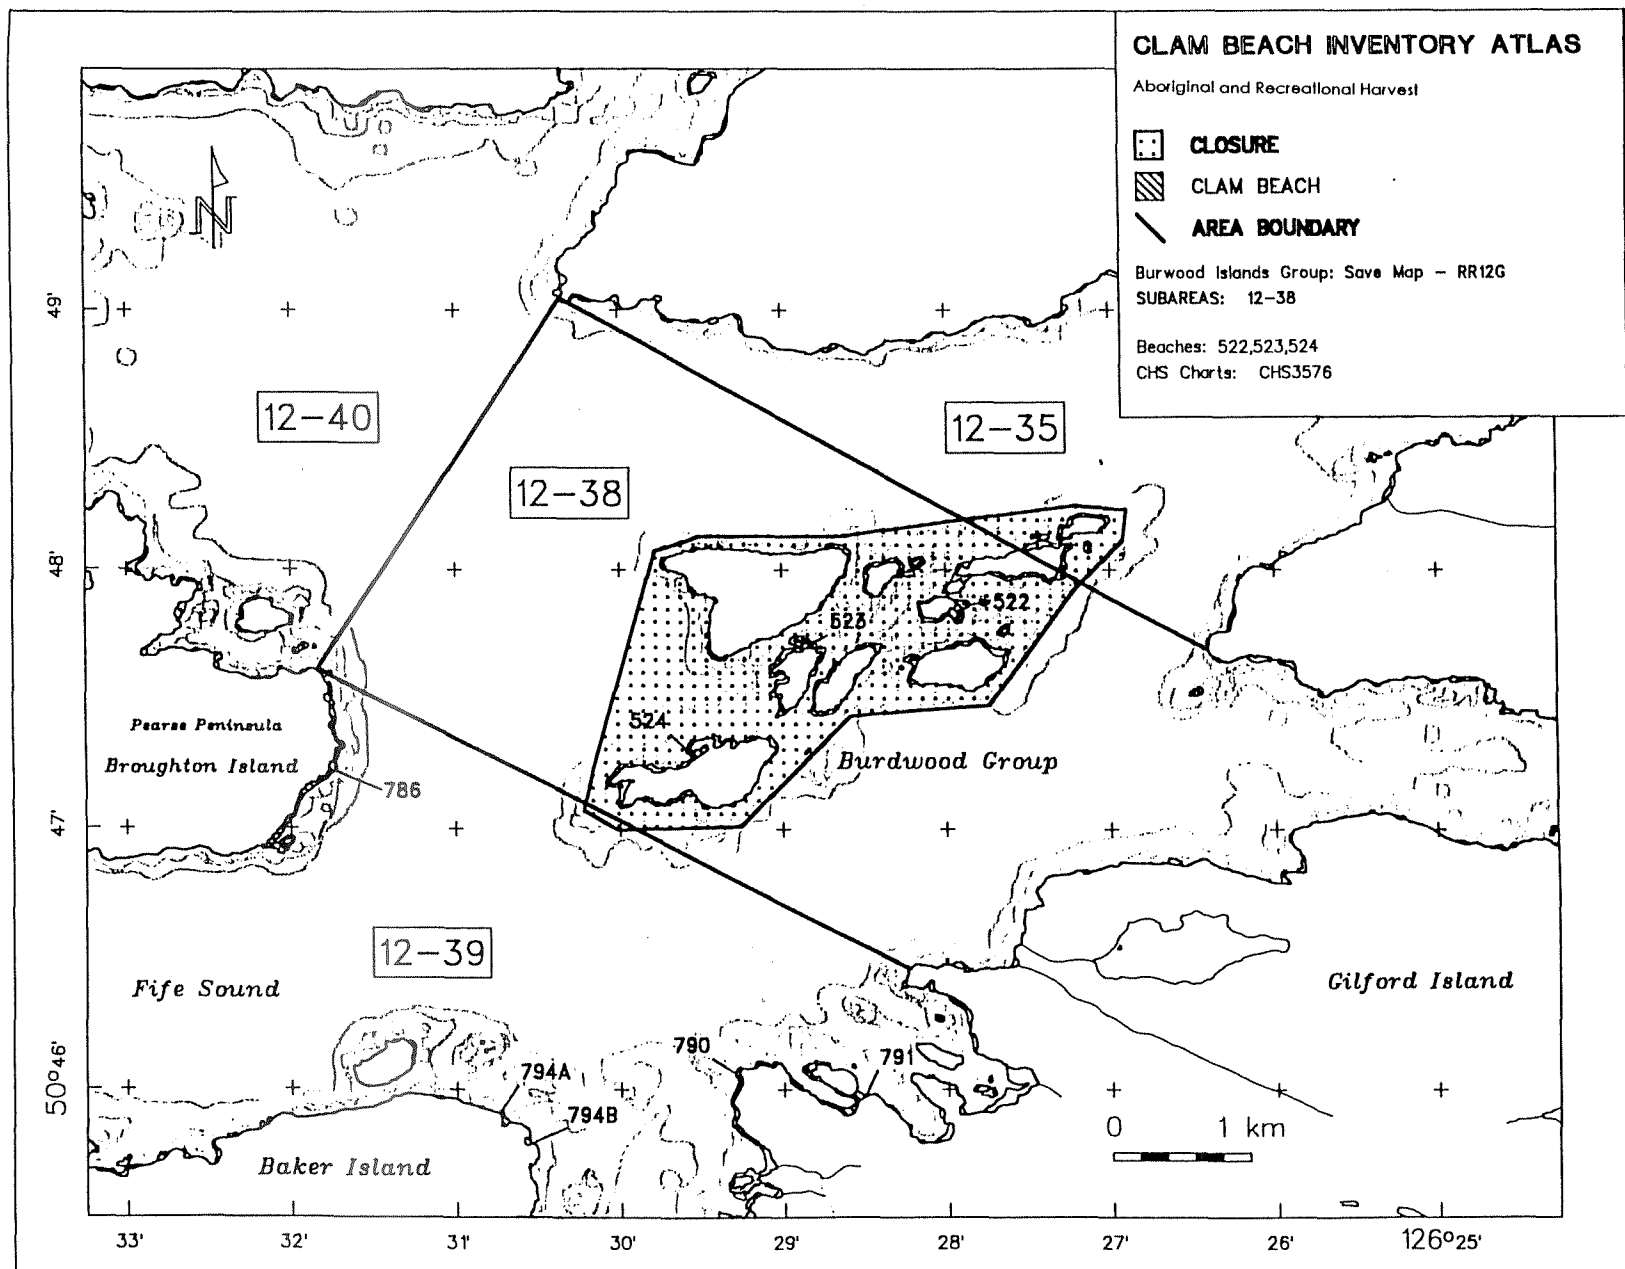 CLAM BEACH INVENTORY ATLAS
Aboriginal and Recreational Harvest
CLOSURE
CLAM BEACH
AREA BOUNDARY
Burwood Islands Group: Save Map - RR12G
SUBAREAS: 12-38
Beaches: 522,523,524
CHS Charts: CHS3576
N
49'
12-40
12-35
12-38
48'
522
523
524
Pearse Peninsula
Broughton Island
Burdwood Group
786
47'
12-39
Fife Sound
Gilford Island
790
791
50°46'
794A
794B
0 1 km
Baker Island
33' 32' 31' 30' 29' 28' 27' 26' 126°25'